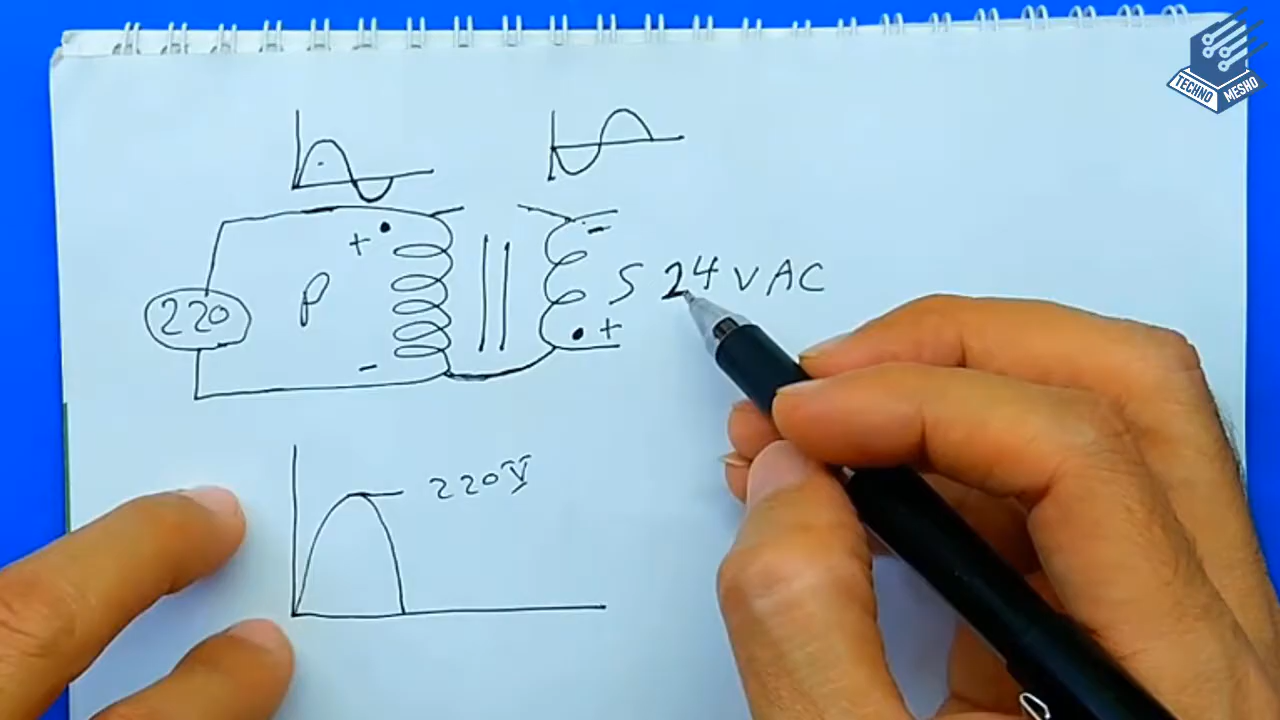 TECHNO MESHO
+
-
220
P
S 24 VAC
+
-
220V